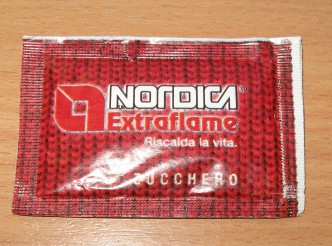 NORDICA®
Extraflame
Riscalda la vita.
ZUCCHERO